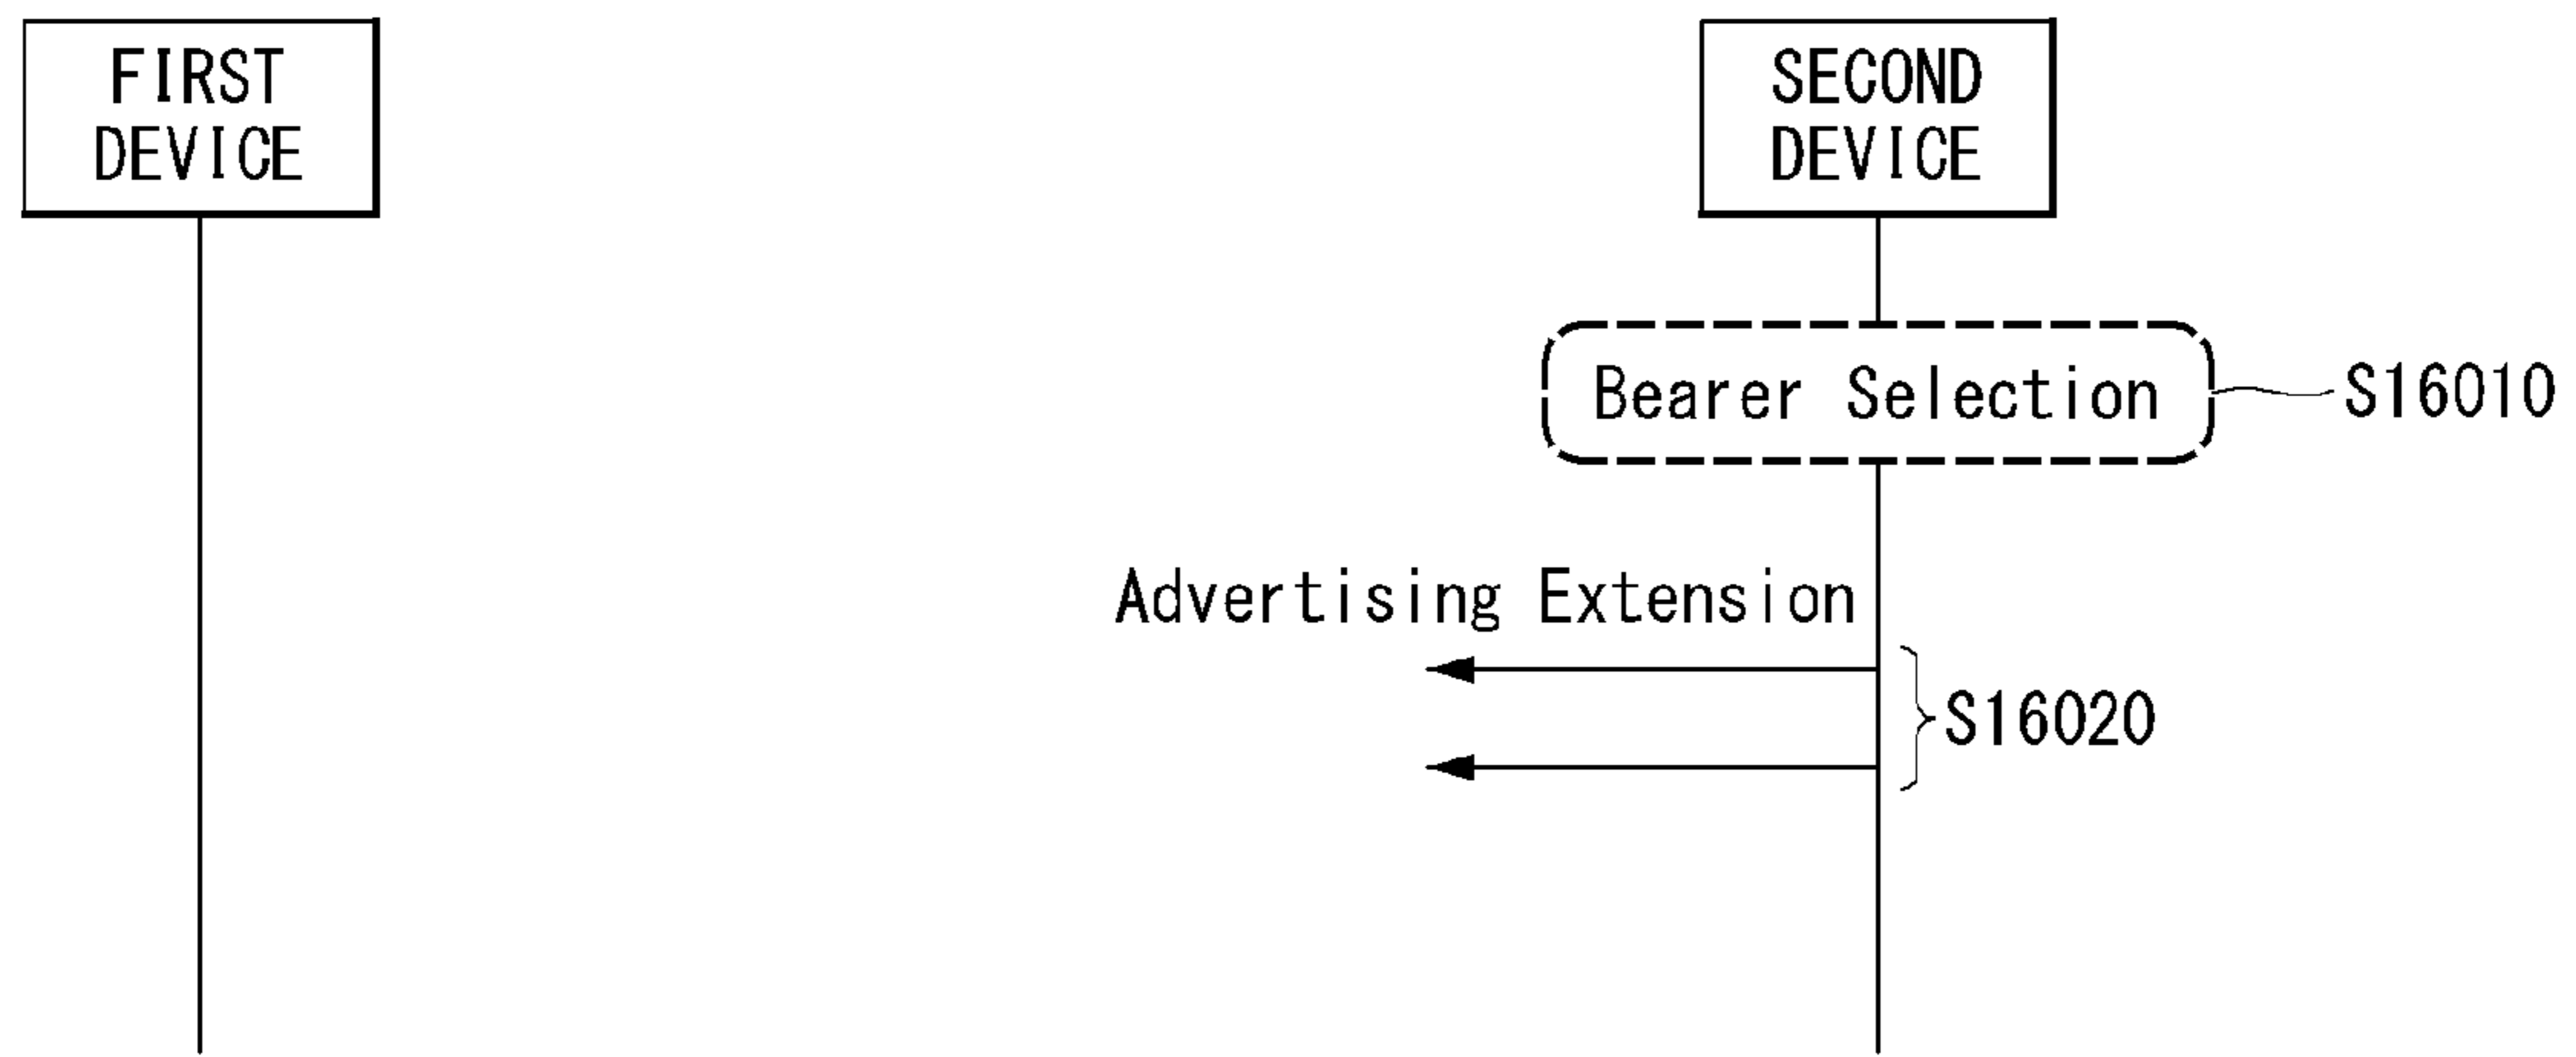 FIRST
DEVICE
SECOND
DEVICE
Bearer Selection
S16010
Advertising Extension
S16020